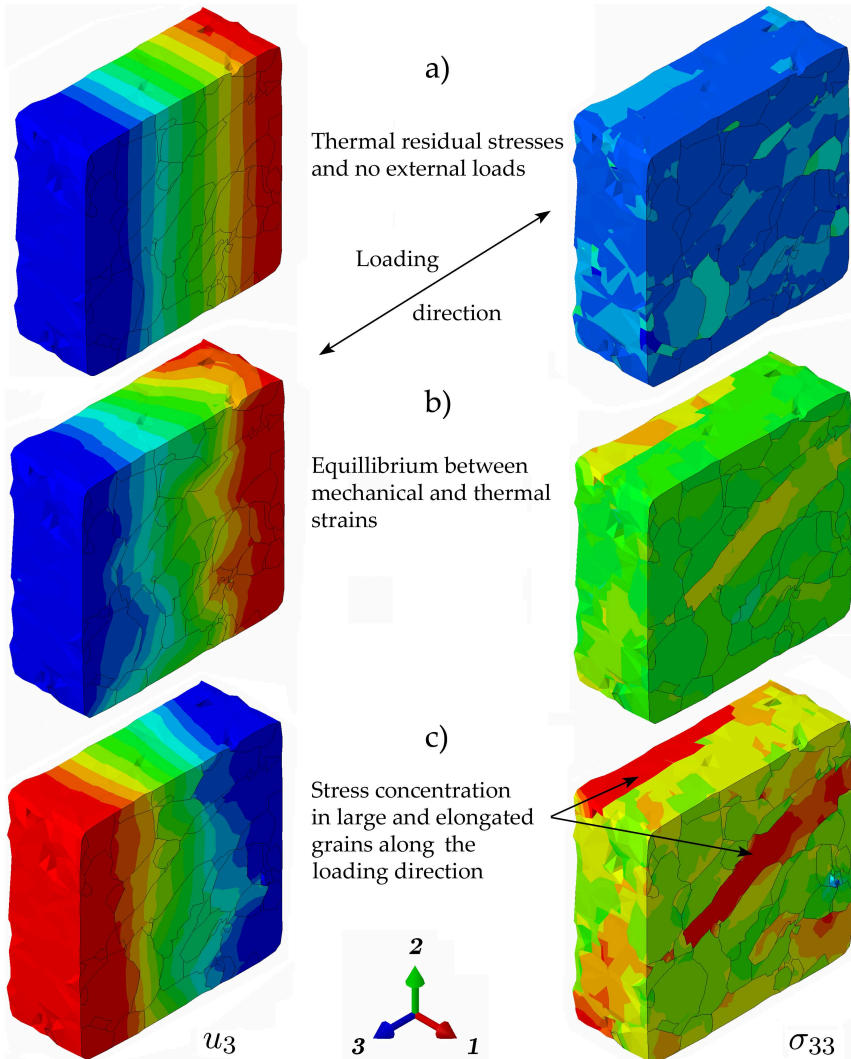 a)
Thermal residual stresses
and no external loads
Loading
direction
b)
Equillibrium between
mechanical and thermal
strains
c)
Stress concentration
in large and elongated
grains along the
loading direction
2
3 1
u3 σ33